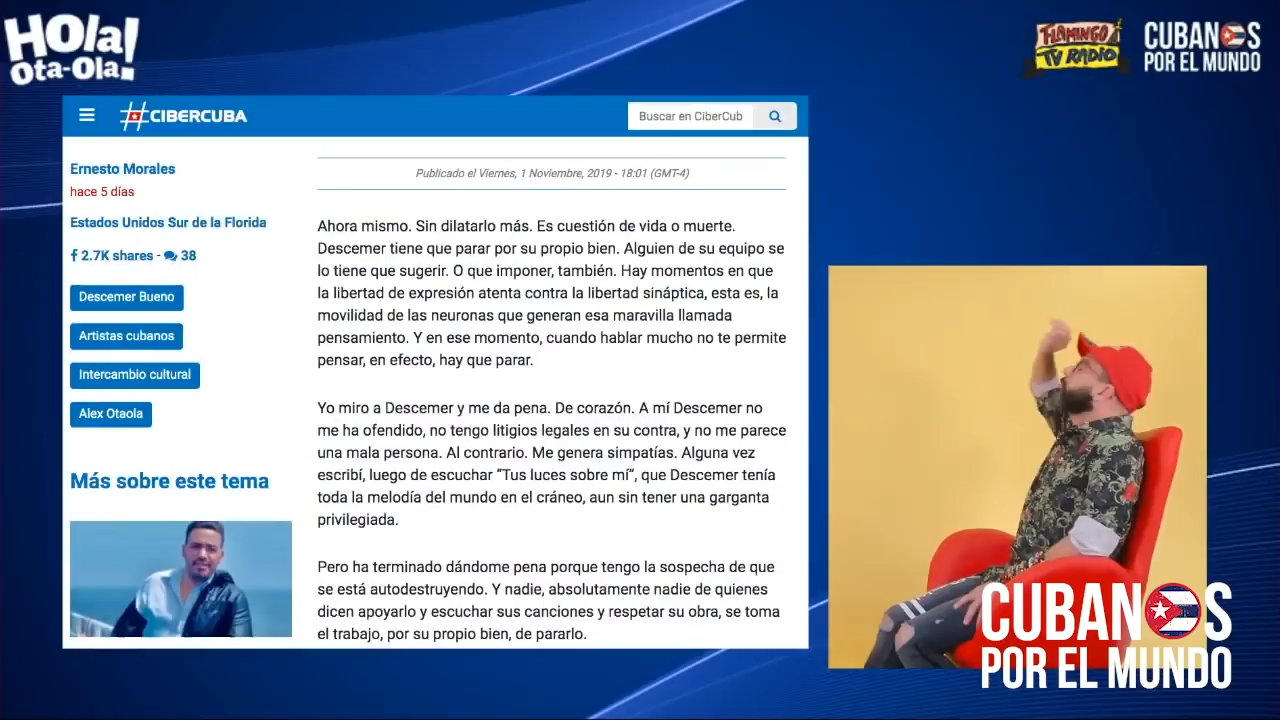 HOla!
Ota-Ola!
FLAMINGO
TV RADIO
CUBANOS
POR EL MUNDO
#CIBERCUBA
Buscar en CiberCub
Ernesto Morales
hace 5 días
Estados Unidos Sur de la Florida
2.7K shares - 38
Descemer Bueno
Artistas cubanos
Intercambio cultural
Alex Otaola
Más sobre este tema
Publicado el Viernes, 1 Noviembre, 2019 - 18:01 (GMT-4)
Ahora mismo. Sin dilatarlo más. Es cuestión de vida o muerte.
Descemer tiene que parar por su propio bien. Alguien de su equipo se
lo tiene que sugerir. O que imponer, también. Hay momentos en que
la libertad de expresión atenta contra la libertad sináptica, esta es, la
movilidad de las neuronas que generan esa maravilla llamada
pensamiento. Y en ese momento, cuando hablar mucho no te permite
pensar, en efecto, hay que parar.
Yo miro a Descemer y me da pena. De corazón. A mí Descemer no
me ha ofendido, no tengo litigios legales en su contra, y no me parece
una mala persona. Al contrario. Me genera simpatías. Alguna vez
escribí, luego de escuchar “Tus luces sobre mí”, que Descemer tenía
toda la melodía del mundo en el cráneo, aun sin tener una garganta
privilegiada.
Pero ha terminado dándome pena porque tengo la sospecha de que
se está autodestruyendo. Y nadie, absolutamente nadie de quienes
dicen apoyarlo y escuchar sus canciones y respetar su obra, se toma
el trabajo, por su propio bien, de pararlo.
CUBANOS
POR EL MUNDO